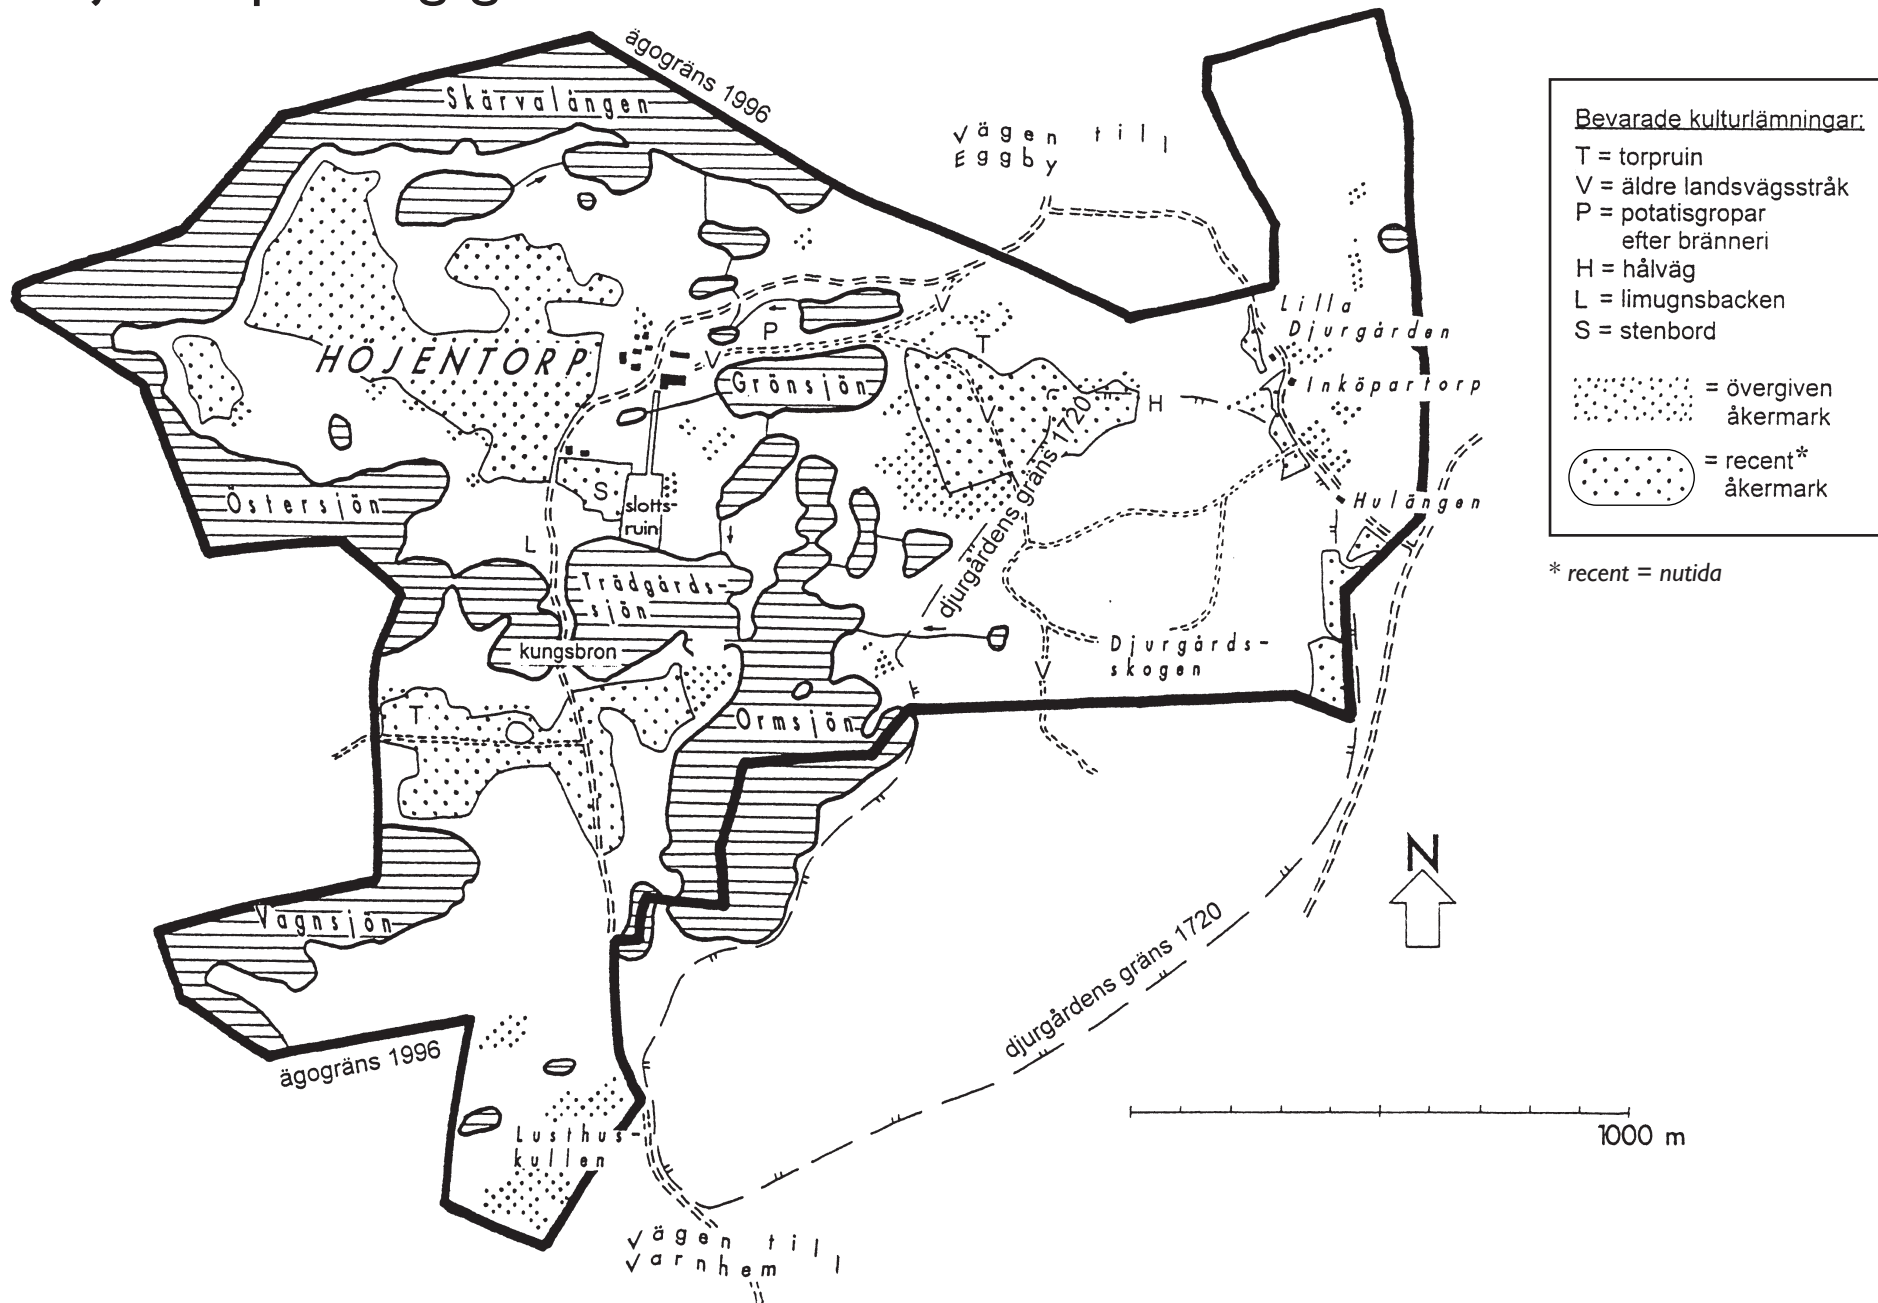 ägogräns 1996
Skärvalången
Vägen till
Eggby
Lilla
Djurgården
Inköpartorp
HÖJENTORP
P
V
V
T
V
H
Grönsjön
djurgårdens gräns 1720
Östersjön
S
slotts-
ruin
Hulängen
L
Trädgårds-
sjön
kungsbron
Djurgårds-
skogen
V
T
Ormsjön
Vagnsjön
ägogräns 1996
djurgårdens gräns 1720
N
Lusthus-
kullen
1000 m
Vägen till
Varnhem
Bevarade kulturlämningar:
T = torpruin
V = äldre landsvägsstråk
P = potatisgropar
efter bränneri
H = hålväg
L = limugnsbacken
S = stenbord
= övergiven
åkermark
= recent*
åkermark
* recent = nutida